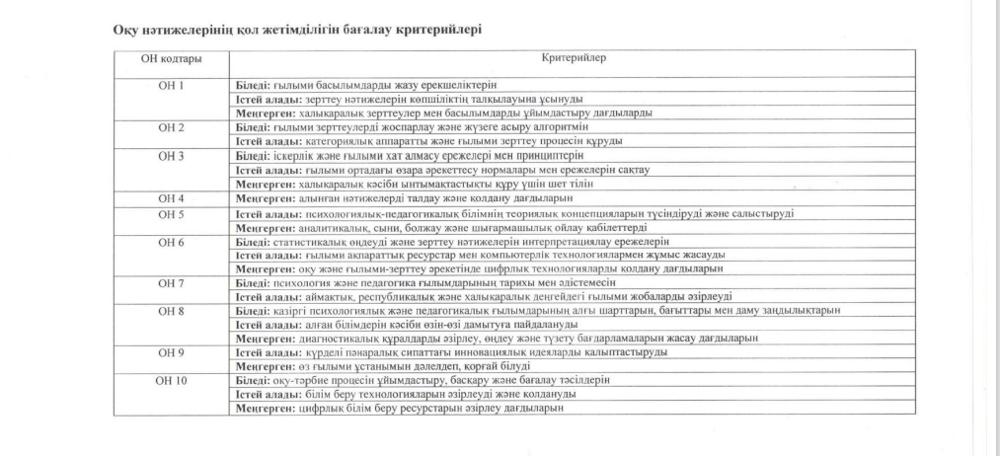 Оқу нәтижелерінің қол жетімділігін бағалау критерийлері
ОН кодтары
Критерийлер
ОН 1
Біледі: ғылыми басылымдарды жазу ерекшеліктерін
Істей алады: зерттеу нәтижелерін көпшіліктің талқылауына ұсынуды
Меңгерген: халықаралық зерттеулер мен басылымдарды ұйымдастыру дағдыларды
ОН 2
Біледі: ғылыми зерттеулерді жоспарлау және жүзеге асыру алгоритмін
Істей алады: категориялық аппаратты және ғылыми зерттеу процесін құруды
ОН 3
Біледі: іскерлік және ғылыми хат алмасу ережелері мен принциптерін
Істей алады: ғылыми ортадағы өзара әрекеттесу нормалары мен ережелерін сақтау
Меңгерген: халықаралық кәсіби ынтымақтастықты құру үшін шет тілін
ОН 4
Меңгерген: алынған нәтижелерді талдау және қолдану дағдыларын
ОН 5
Істей алады: психологиялық-педагогикалық білімнің теориялық концепцияларын түсіндіруді және салыстыруді
Меңгерген: аналитикалық, сыни, болжау және шығармашылық ойлау қабілеттерді
ОН 6
Біледі: статистикалық өңдеуді және зерттеу нәтижелерін интерпретациялау ережелерін
Істей алады: ғылыми ақпараттық ресурстар мен компьютерлік технологиялармен жұмыс жасауды
Меңгерген: оқу және ғылыми-зерттеу әрекетінде цифрлық технологияларды қолдану дағдыларын
ОН 7
Біледі: психология және педагогика ғылымдарының тарихы мен әдістемесін
Істей алады: аймақтық, республикалық және халықаралық деңгейдегі ғылыми жобаларды әзірлеуді
ОН 8
Біледі: қазіргі психологиялық және педагогикалық ғылымдарының алғы шарттарын, бағыттары мен даму заңдылықтарын
Істей алады: алған білімдерін кәсіби өзін-өзі дамытуға пайдалануды
Меңгерген: диагностикалық құралдарды әзірлеу, өңдеу және түзету бағдарламаларын жасау дағдыларын
ОН 9
Істей алады: күрделі пәнаралық сипаттағы инновациялық идеяларды қалыптастыруды
Меңгерген: өз ғылыми ұстанымын дәлелдеп, қорғай білуді
ОН 10
Біледі: оқу-тәрбие процесін ұйымдастыру, басқару және бағалау тәсілдерін
Істей алады: білім беру технологияларын әзірлеуді және қолдануды
Меңгерген: цифрлық білім беру ресурстарын әзірлеу дағдыларын